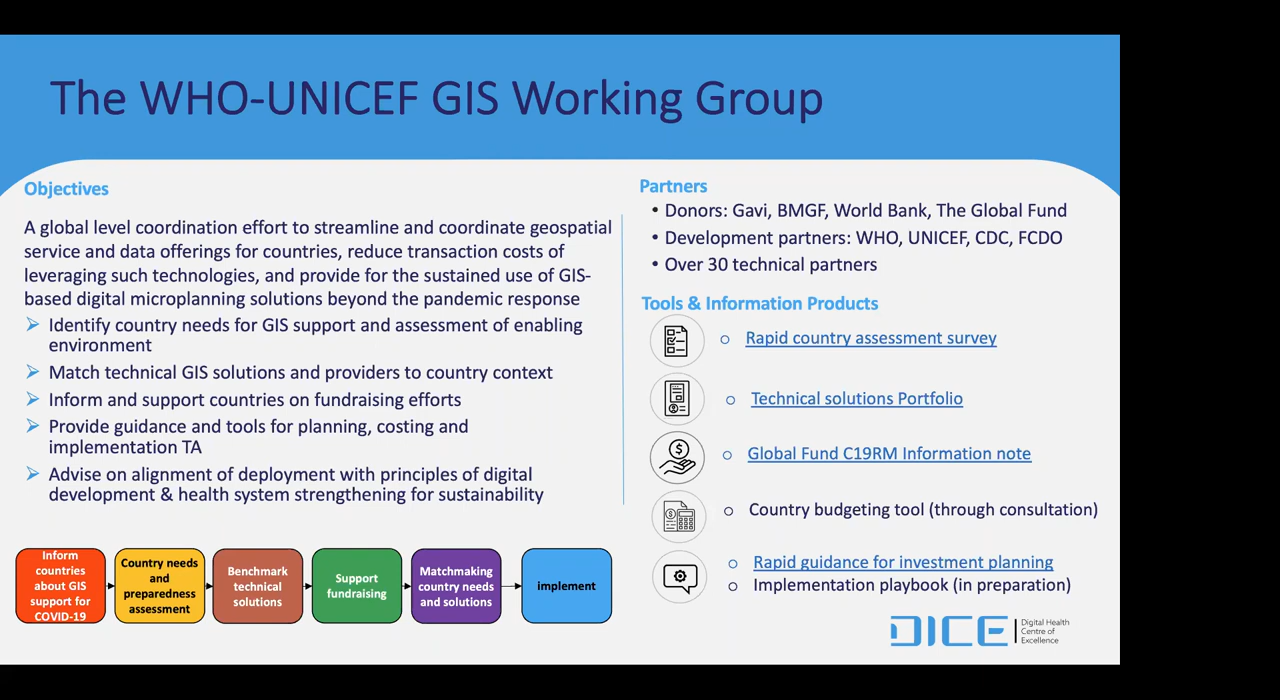 The WHO-UNICEF GIS Working Group
Objectives
A global level coordination effort to streamline and coordinate geospatial
service and data offerings for countries, reduce transaction costs of
leveraging such technologies, and provide for the sustained use of GIS-
based digital microplanning solutions beyond the pandemic response
➢ Identify country needs for GIS support and assessment of enabling
environment
➢ Match technical GIS solutions and providers to country context
➢ Inform and support countries on fundraising efforts
➢ Provide guidance and tools for planning, costing and
implementation TA
➢ Advise on alignment of deployment with principles of digital
development & health system strengthening for sustainability
Inform
countries
about GIS
support for
COVID-19
Country needs
and
preparedness
assessment
Benchmark
technical
solutions
Support
fundraising
Matchmaking
country needs
and solutions
implement
Partners
• Donors: Gavi, BMGF, World Bank, The Global Fund
• Development partners: WHO, UNICEF, CDC, FCDO
• Over 30 technical partners
Tools & Information Products
o Rapid country assessment survey
o Technical solutions Portfolio
o Global Fund C19RM Information note
o Country budgeting tool (through consultation)
o Rapid guidance for investment planning
o Implementation playbook (in preparation)
DICE
Digital Health
Centre of
Excellence